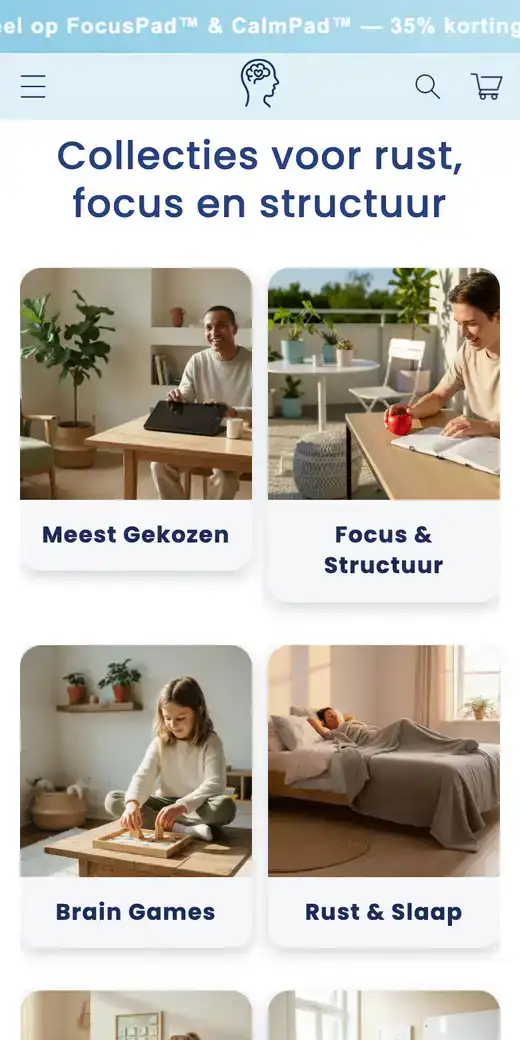 eel op FocusPad™ & CalmPad™ — 35% korting
Collecties voor rust,
focus en structuur
Meest Gekozen
Focus &
Structuur
Brain Games
Rust & Slaap